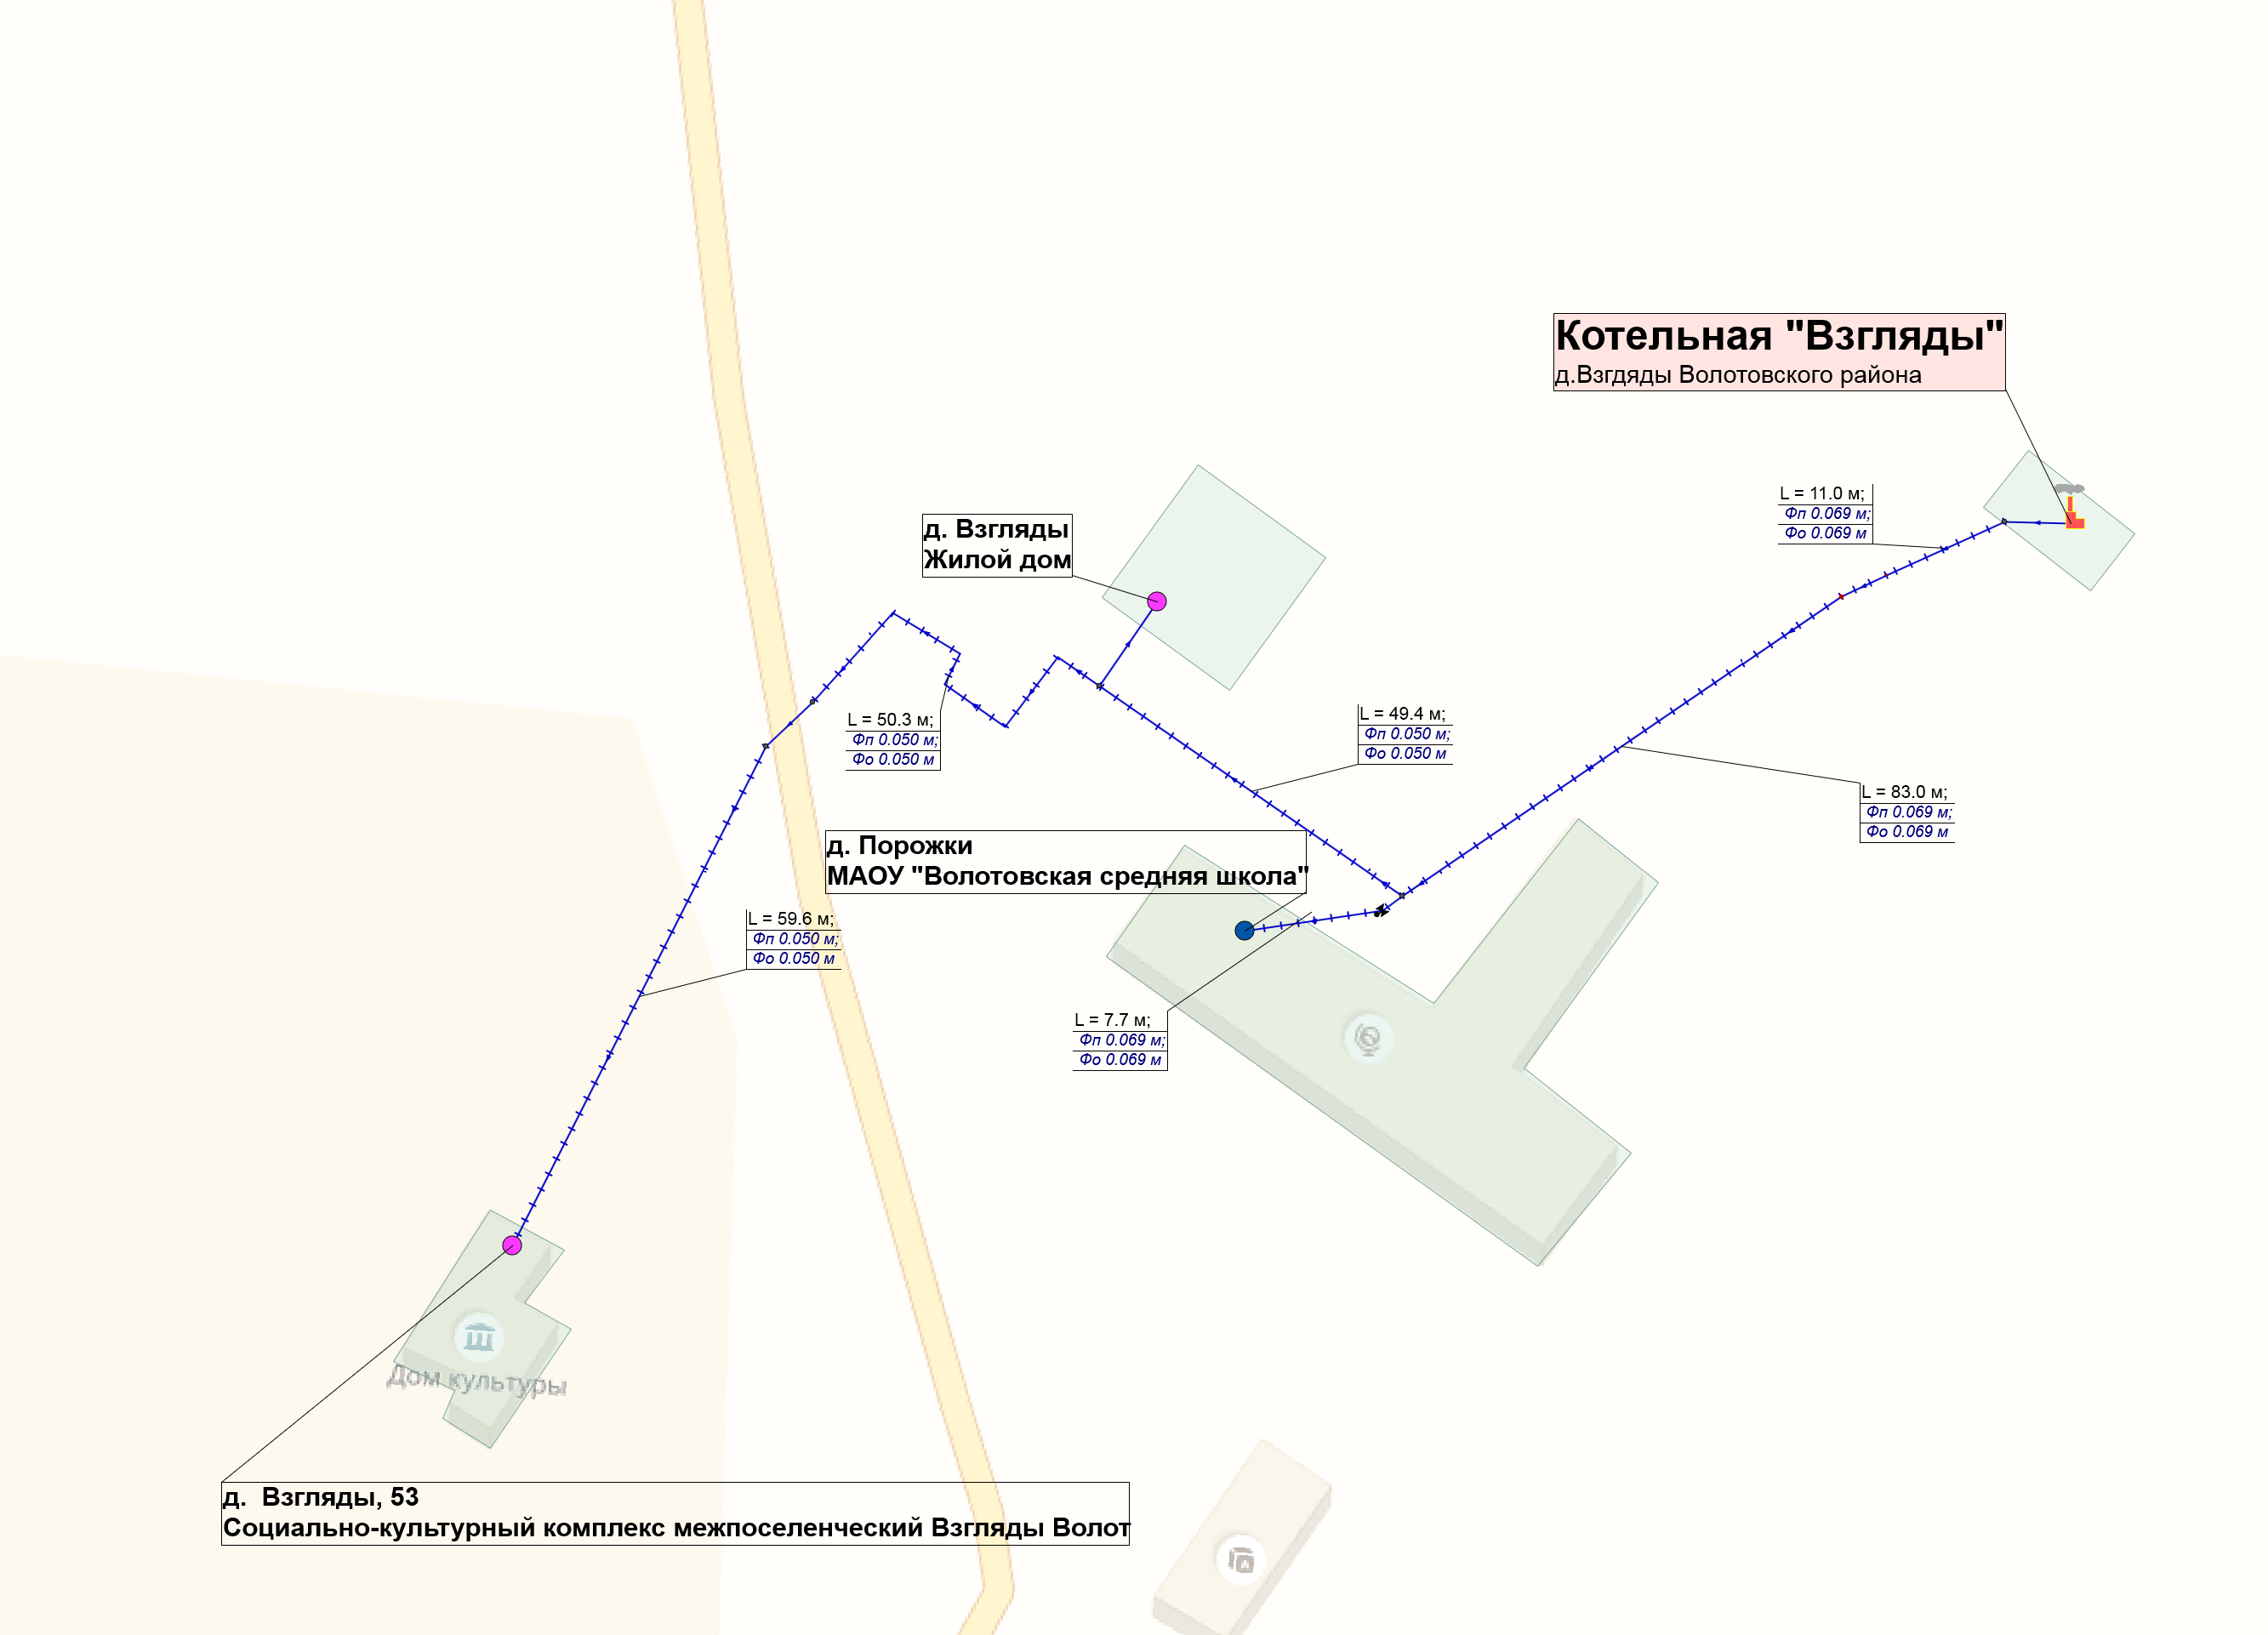 Котельная "Взгляды"
д.Взгдяды Волотовского района
L = 11.0 м;
Фп 0.069 м;
Фо 0.069 м
д. Взгляды
Жилой дом
L = 50.3 м;
Фп 0.050 м;
Фо 0.050 м
L = 49.4 м;
Фп 0.050 м;
Фо 0.050 м
L = 83.0 м;
Фп 0.069 м;
Фо 0.069 м
д. Порожки
МАОУ "Волотовская средняя школа"
L = 59.6 м;
Фп 0.050 м;
Фо 0.050 м
L = 7.7 м;
Фп 0.069 м;
Фо 0.069 м
Дом культуры
д. Взгляды, 53
Социально-культурный комплекс межпоселенческий Взгляды Волот